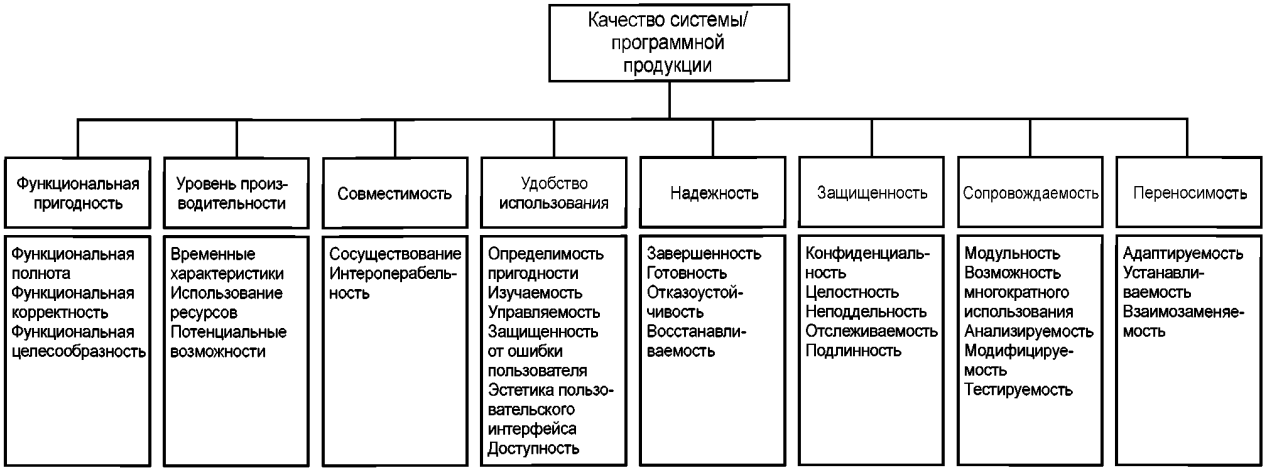 Качество системы/
программной
продукции
Функциональная
пригодность
Уровень произ-
водительности
Совместимость
Удобство
использования
Надежность
Защищенность
Сопровождаемость
Переносимость
Функциональная
полнота
Функциональная
корректность
Функциональная
целесообразность
Временные
характеристики
Использование
ресурсов
Потенциальные
возможности
Сосуществование
Интероперабель-
ность
Определимость
пригодности
Изучаемость
Управляемость
Защищенность
от ошибки
пользователя
Эстетика пользо-
вательского
интерфейса
Доступность
Завершенность
Готовность
Отказоустой-
чивость
Восстанавли-
ваемость
Конфиденциаль-
ность
Целостность
Неподдельность
Отслеживаемость
Подлинность
Модульность
Возможность
многократного
использования
Анализируемость
Модифицируе-
мость
Тестируемость
Адаптируемость
Устанавли-
ваемость
Взаимозаменяе-
мость